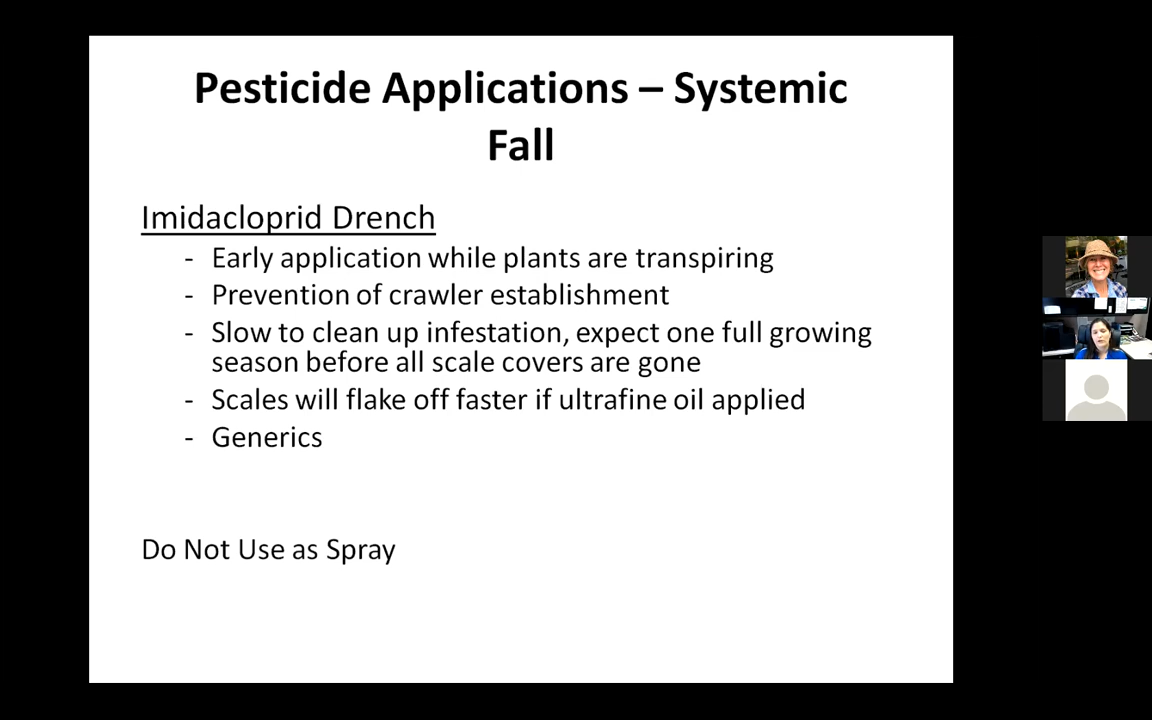 Pesticide Applications – Systemic
Fall
Imidacloprid Drench
- Early application while plants are transpiring
- Prevention of crawler establishment
- Slow to clean up infestation, expect one full growing
season before all scale covers are gone
- Scales will flake off faster if ultrafine oil applied
- Generics
Do Not Use as Spray